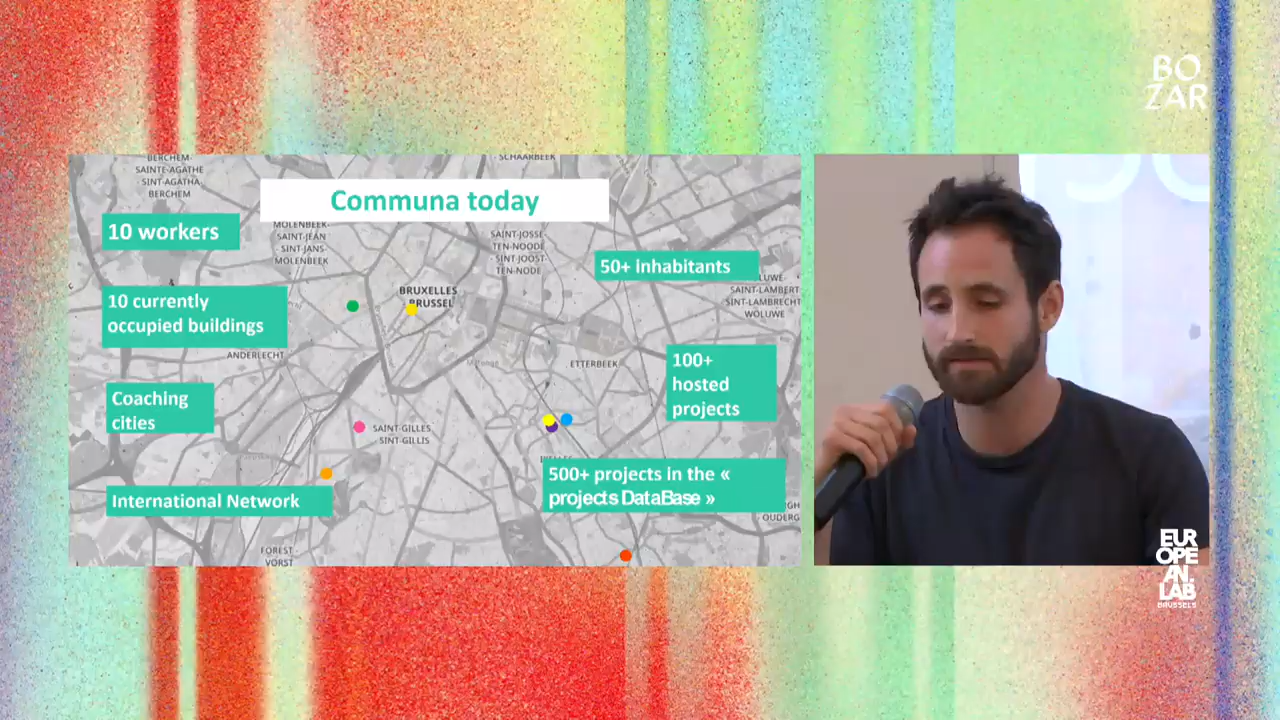 BO
ZAR
BERCHEM-
SAINTE-AGATHE
- SINT-AGATHA-
BERCHEM
- SCHAARBEEK
Communa today
10 workers
MOLENBEEK-
SAINT-JEAN
- SINT-JANS-
MOLENBEEK
SAINT-JOSSE-
TEN-NOODE
- SINT-JOOST-
TEN-NODE
50+ inhabitants
SAINT-LAMBERT
SINT-LAMBRECHT
WOLUWE
10 currently
occupied buildings
BRUXELLES
BRUSSEL
ANDERLECHT
ETTERBEEK
100+
hosted
projects
Coaching
cities
SAINT-GILLES
- SINT-GILLIS
500+ projects in the «
projects DataBase »
International Network
FOREST -
VORST
EUR
OPE
AN.
LAB
BRUSSELS